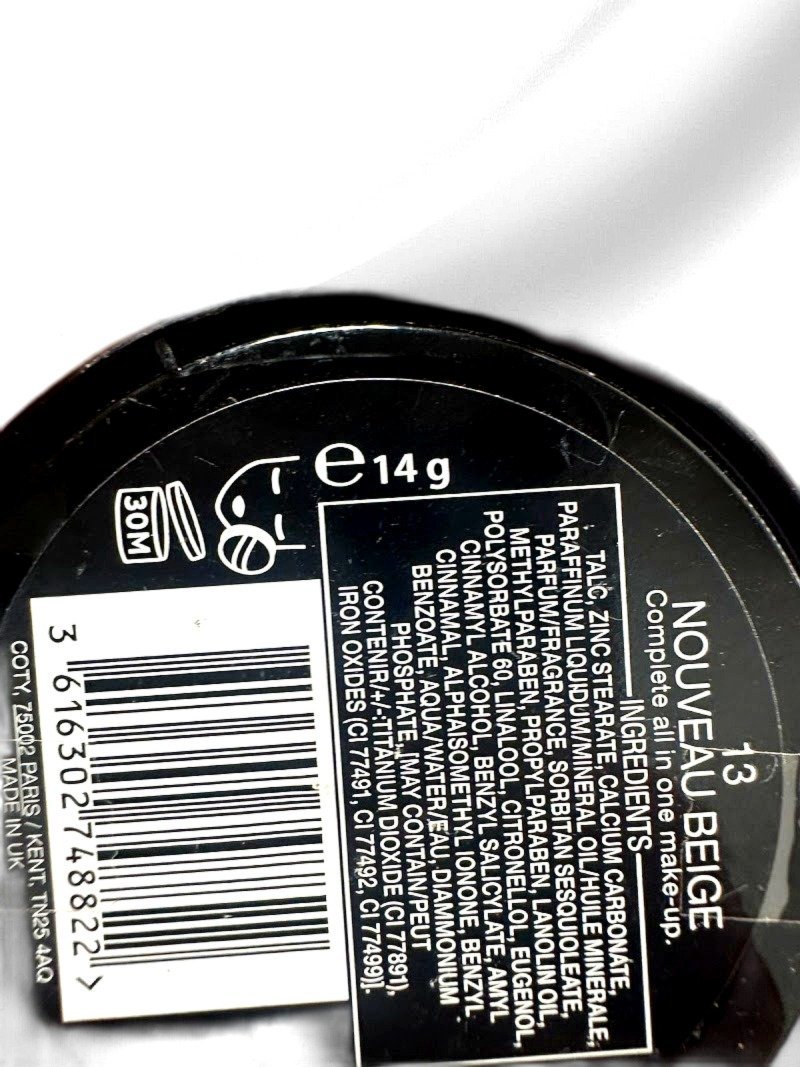 13
NOUVEAU BEIGE
Complete all in one make-up.
INGREDIENTS
TALC, ZINC STEARATE, CALCIUM CARBONATE,
PARAFFINUM LIQUIDUM/MINERAL OIL/HUILE MINERALE,
PARFUM/FRAGRANCE, SORBITAN SESQUIOLEATE,
METHYLPARABEN, PROPYLPARABEN, LANOLIN OIL,
POLYSORBATE 60, LINALOOL, CITRONELLOL, EUGENOL,
CINNAMYL ALCOHOL, BENZYL SALICYLATE, AMYL
CINNAMAL, ALPHAISOMETHYL IONONE, BENZYL
BENZOATE, AQUA/WATER/EAU, DIAMMONIUM
PHOSPHATE, [MAY CONTAIN/PEUT
CONTENIR/+/-:TITANIUM DIOXIDE (CI 77891),
IRON OXIDES (CI 77491, CI 77492, CI 77499)].
e 14 g
30M
3 616302 748822 >
COTY, 75002 PARIS / KENT, TN25 4AQ
MADE IN UK